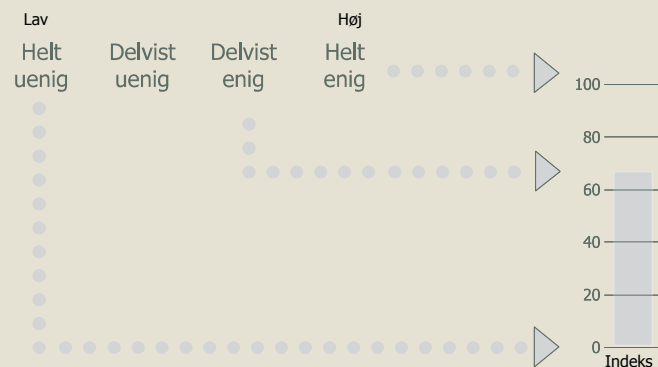 Lav Høj
Helt Delvist Delvist Helt
uenig uenig enig enig
100
80
60
40
20
0
Indeks